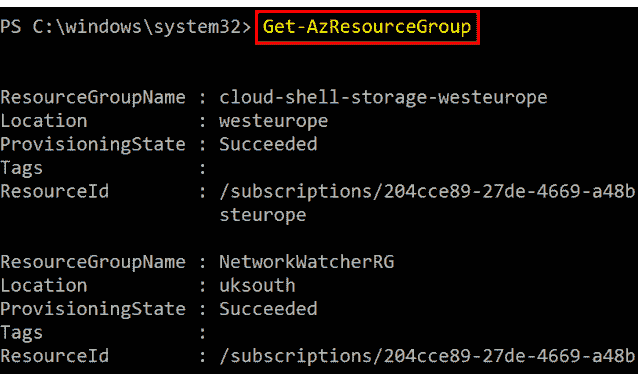 PS C:\windows\system32> Get-AzResourceGroup
ResourceGroupName : cloud-shell-storage-westeurope
Location          : westeurope
ProvisioningState : Succeeded
Tags              :
ResourceId        : /subscriptions/204cce89-27de-4669-a48b
                    steurope
ResourceGroupName : NetworkWatcherRG
Location          : uksouth
ProvisioningState : Succeeded
Tags              :
ResourceId        : /subscriptions/204cce89-27de-4669-a48b